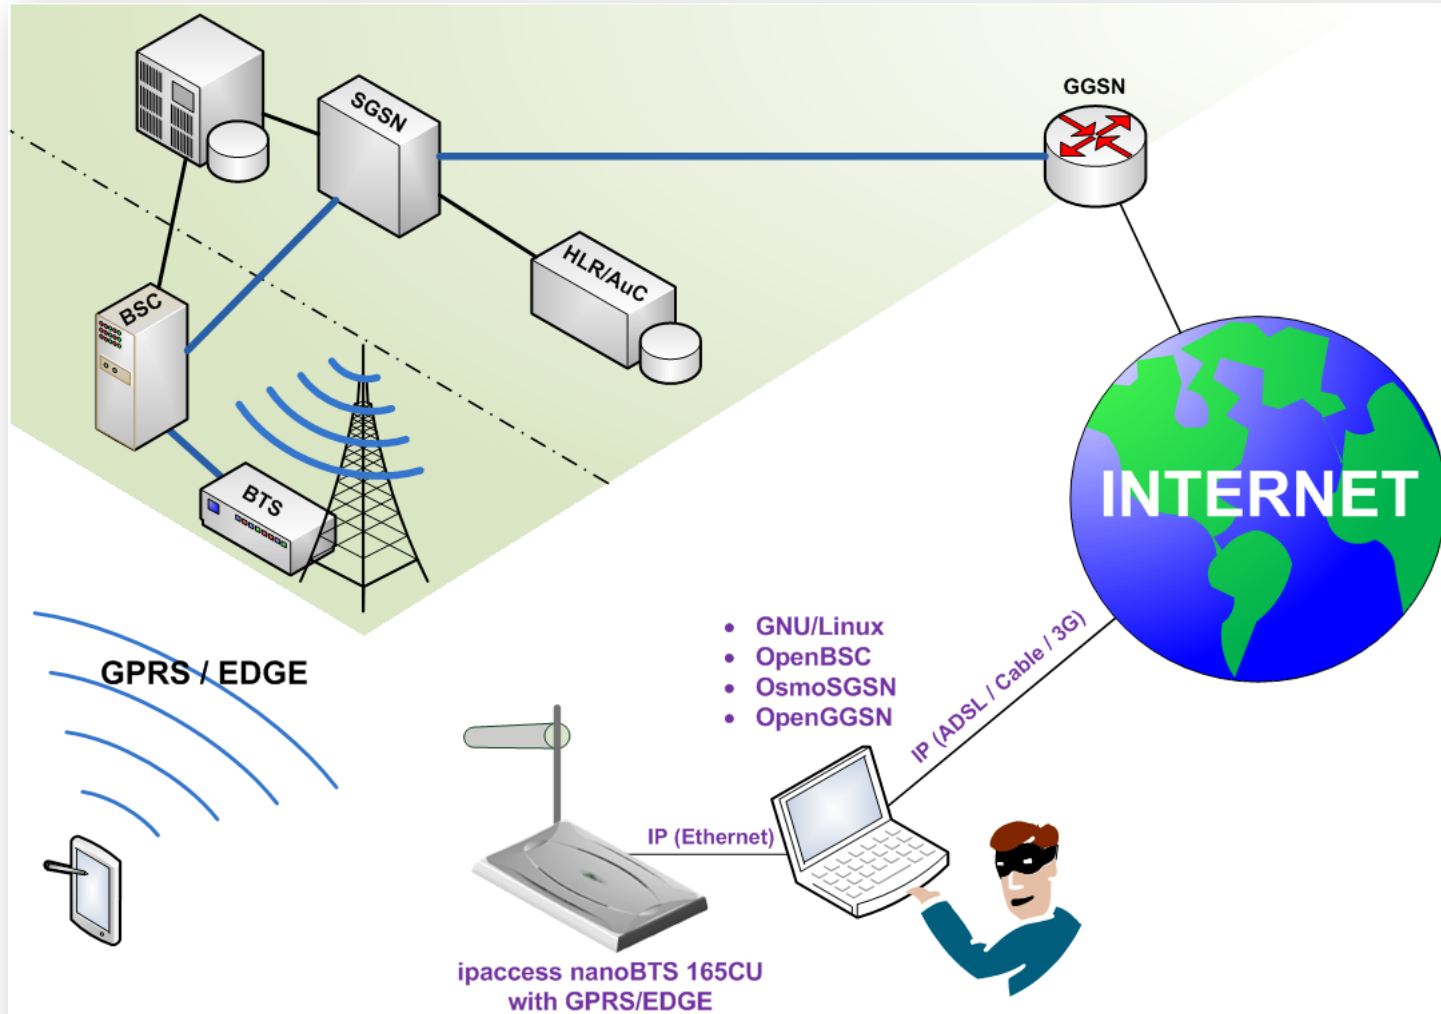 SGSN
GGSN
HLR/AuC
BSC
BTS
INTERNET
GPRS / EDGE
• GNU/Linux
• OpenBSC
• OsmoSGSN
• OpenGGSN
IP (ADSL / Cable / 3G)
IP (Ethernet)
ipaccess nanoBTS 165CU
with GPRS/EDGE